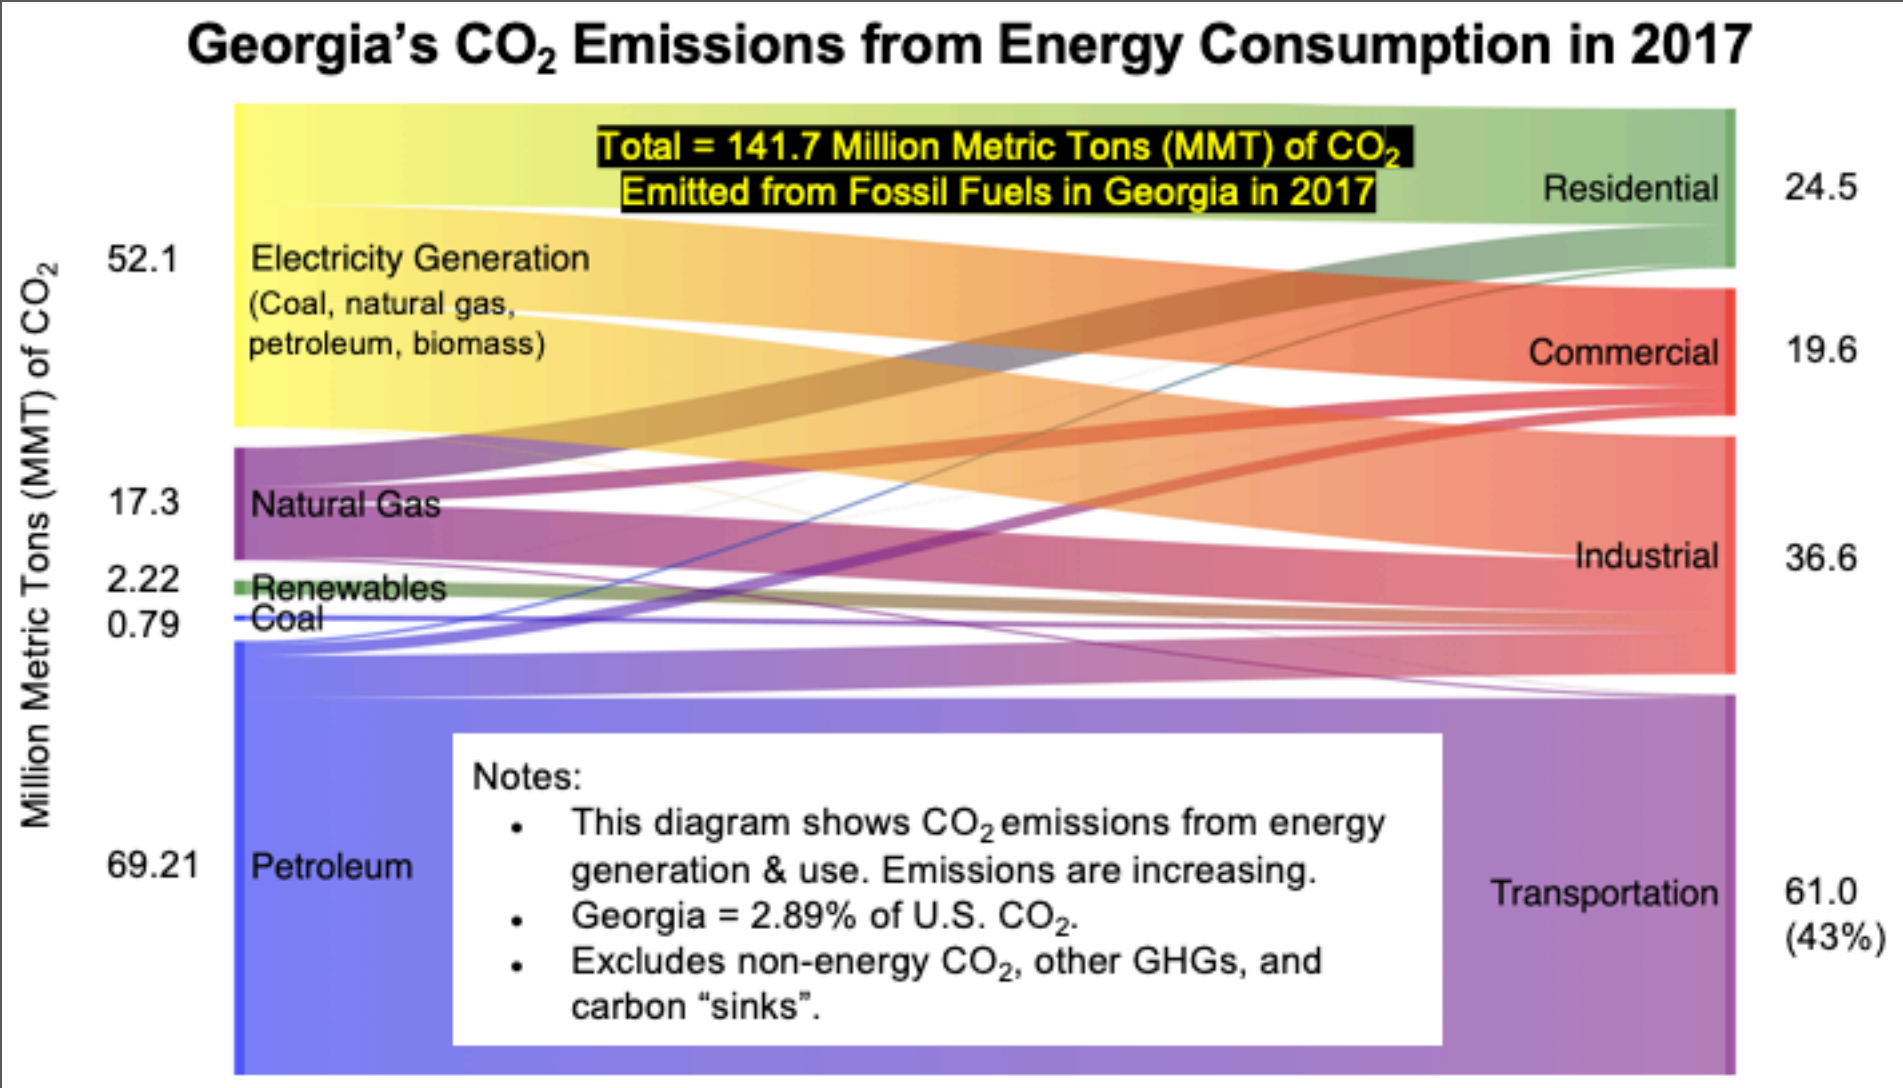 Georgia’s CO₂ Emissions from Energy Consumption in 2017
Total = 141.7 Million Metric Tons (MMT) of CO₂
Emitted from Fossil Fuels in Georgia in 2017
Million Metric Tons (MMT) of CO₂
52.1
Electricity Generation
(Coal, natural gas,
petroleum, biomass)
17.3
Natural Gas
2.22
Renewables
0.79
Coal
69.21
Petroleum
Residential
24.5
Commercial
19.6
Industrial
36.6
Transportation
61.0
(43%)
Notes:
• This diagram shows CO₂ emissions from energy
generation & use. Emissions are increasing.
• Georgia = 2.89% of U.S. CO₂.
• Excludes non-energy CO₂, other GHGs, and
carbon “sinks”.